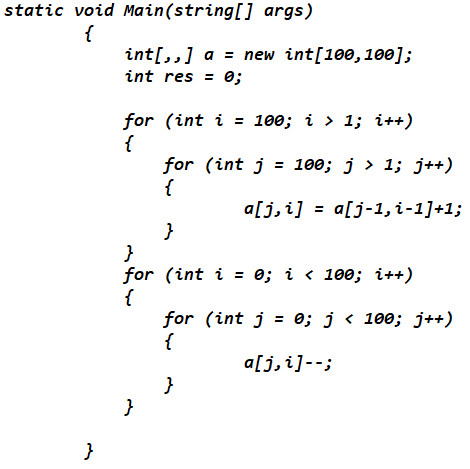 static void Main(string[] args)
{
int[,,] a = new int[100,100];
int res = 0;
for (int i = 100; i > 1; i++)
{
for (int j = 100; j > 1; j++)
{
a[j,i] = a[j-1,i-1]+1;
}
}
for (int i = 0; i < 100; i++)
{
for (int j = 0; j < 100; j++)
{
a[j,i]--;
}
}
}